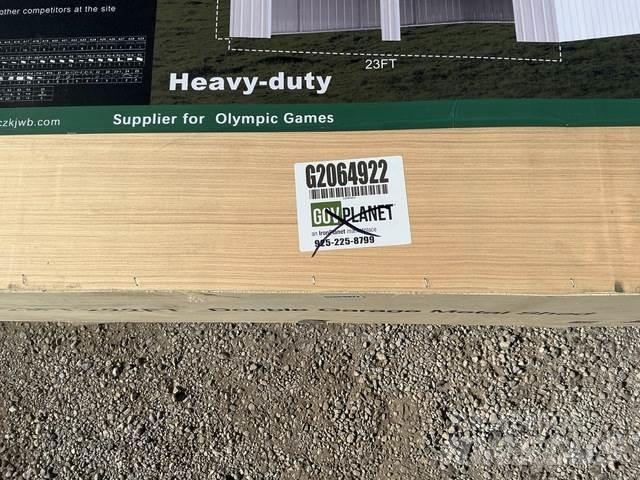 other competitors at the site
23FT
Heavy-duty
czkjwb.com
Supplier for Olympic Games
G2064922
GOVPLANET
an IronPlanet marketplace
925-225-8799
Double Garage Metal Shed